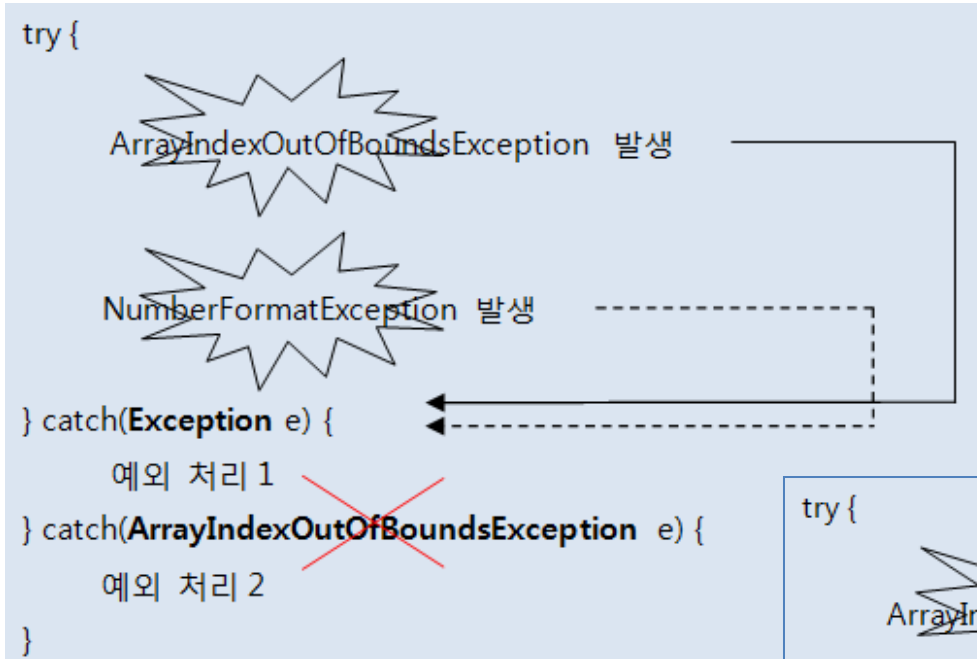 try {
ArrayIndexOutOfBoundsException 발생
NumberFormatException 발생
} catch(Exception e) {
예외 처리 1
} catch(ArrayIndexOutOfBoundsException e) {
예외 처리 2
}
try {